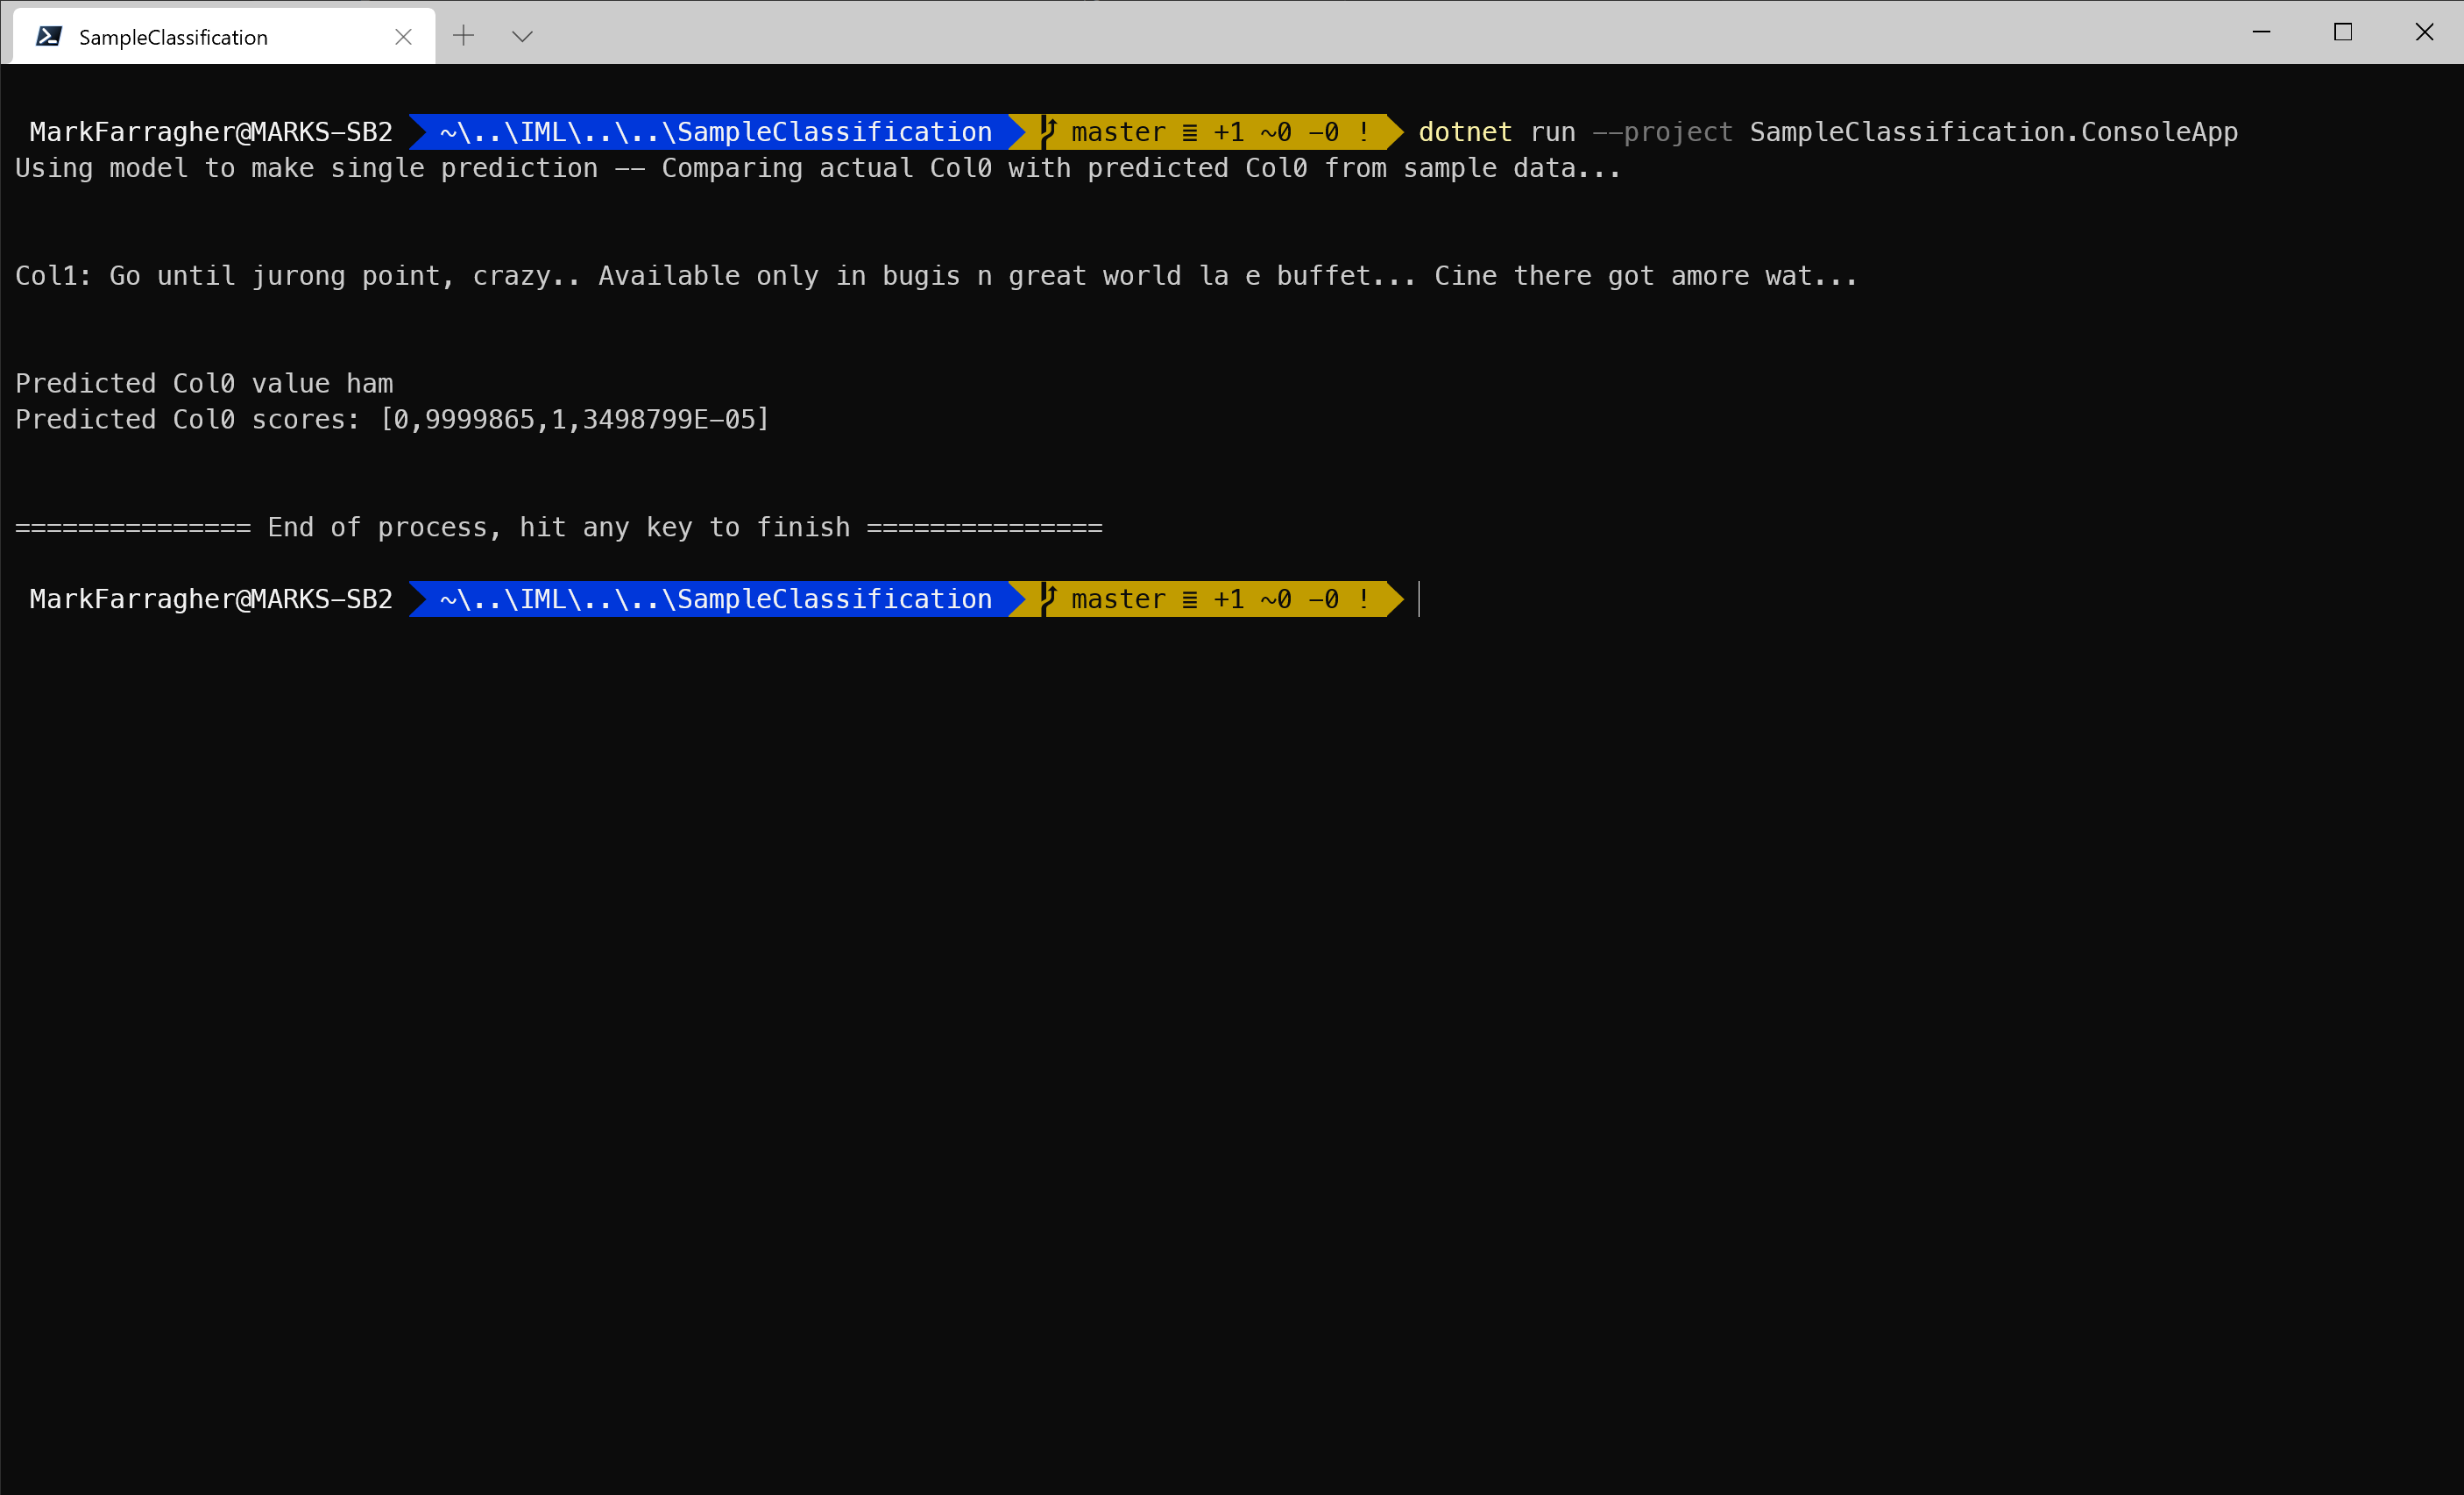 SampleClassification
MarkFarragher@MARKS-SB2 ~\..\IML\..\..\SampleClassification master ≡ +1 ~0 -0 ! dotnet run --project SampleClassification.ConsoleApp
Using model to make single prediction -- Comparing actual Col0 with predicted Col0 from sample data...
Col1: Go until jurong point, crazy.. Available only in bugis n great world la e buffet... Cine there got amore wat...
Predicted Col0 value ham
Predicted Col0 scores: [0,9999865,1,3498799E-05]
=============== End of process, hit any key to finish ===============
MarkFarragher@MARKS-SB2 ~\..\IML\..\..\SampleClassification master ≡ +1 ~0 -0 !